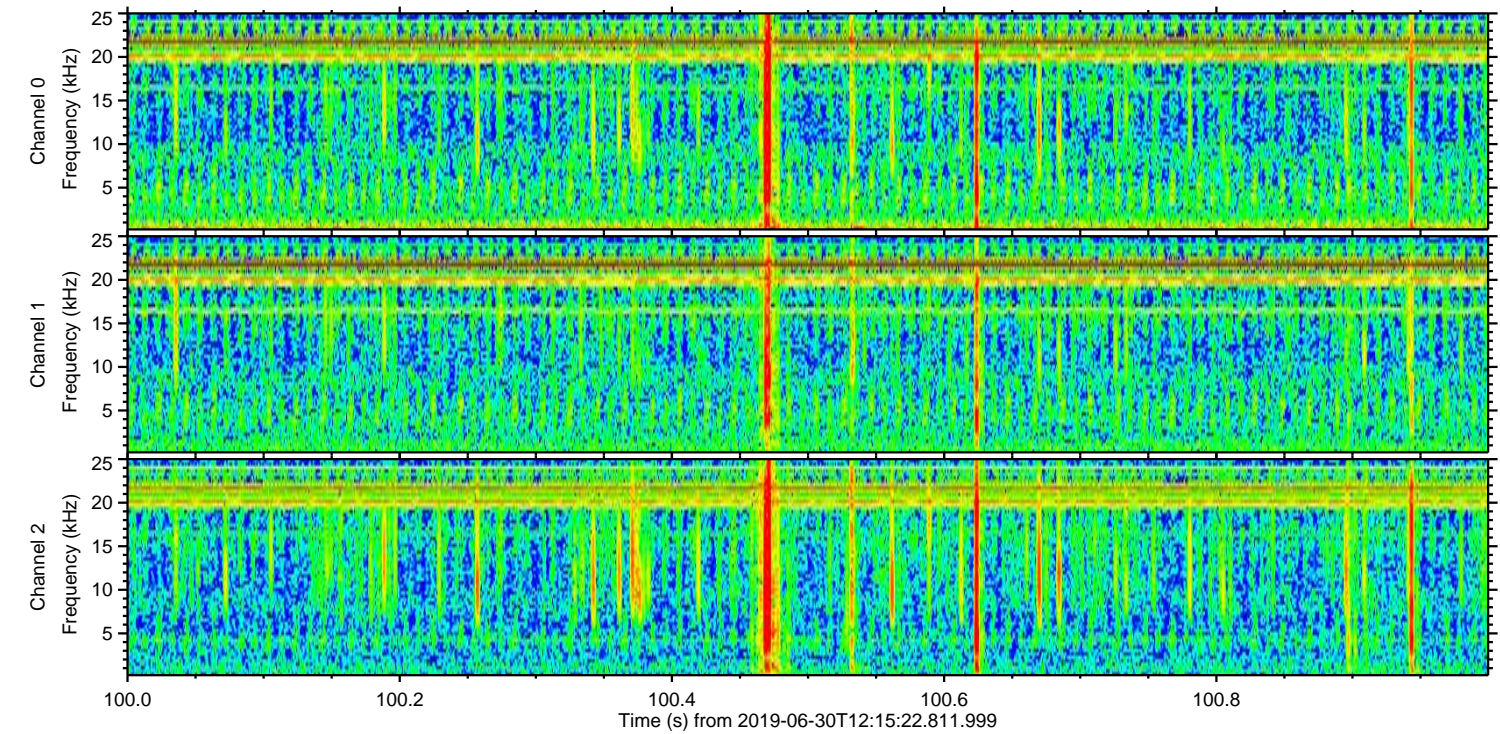 Channel 0
Frequency (kHz)
25
20
15
10
5
Channel 1
Frequency (kHz)
25
20
15
10
5
Channel 2
Frequency (kHz)
25
20
15
10
5
100.0 100.2 100.4 100.6 100.8
Time (s) from 2019-06-30T12:15:22.811.999